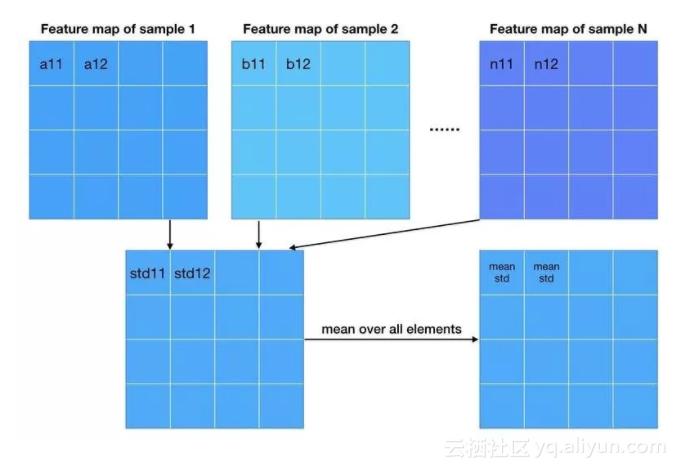 Feature map of sample 1
Feature map of sample 2
Feature map of sample N
a11 a12
b11 b12
n11 n12
......
std11 std12
mean std
mean std
mean over all elements
云栖社区 yq.aliyun.com